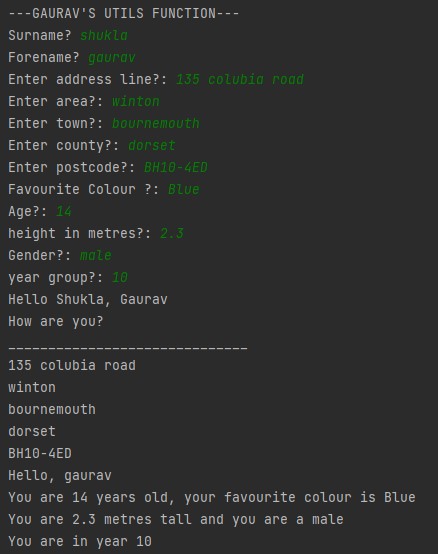 ---GAURAV'S UTILS FUNCTION---
Surname? shukla
Forename? gaurav
Enter address line?: 135 colubia road
Enter area?: winton
Enter town?: bournemouth
Enter county?: dorset
Enter postcode?: BH10-4ED
Favourite Colour ?: Blue
Age?: 14
height in metres?: 2.3
Gender?: male
year group?: 10
Hello Shukla, Gaurav
How are you?
______________________________
135 colubia road
winton
bournemouth
dorset
BH10-4ED
Hello, gaurav
You are 14 years old, your favourite colour is Blue
You are 2.3 metres tall and you are a male
You are in year 10